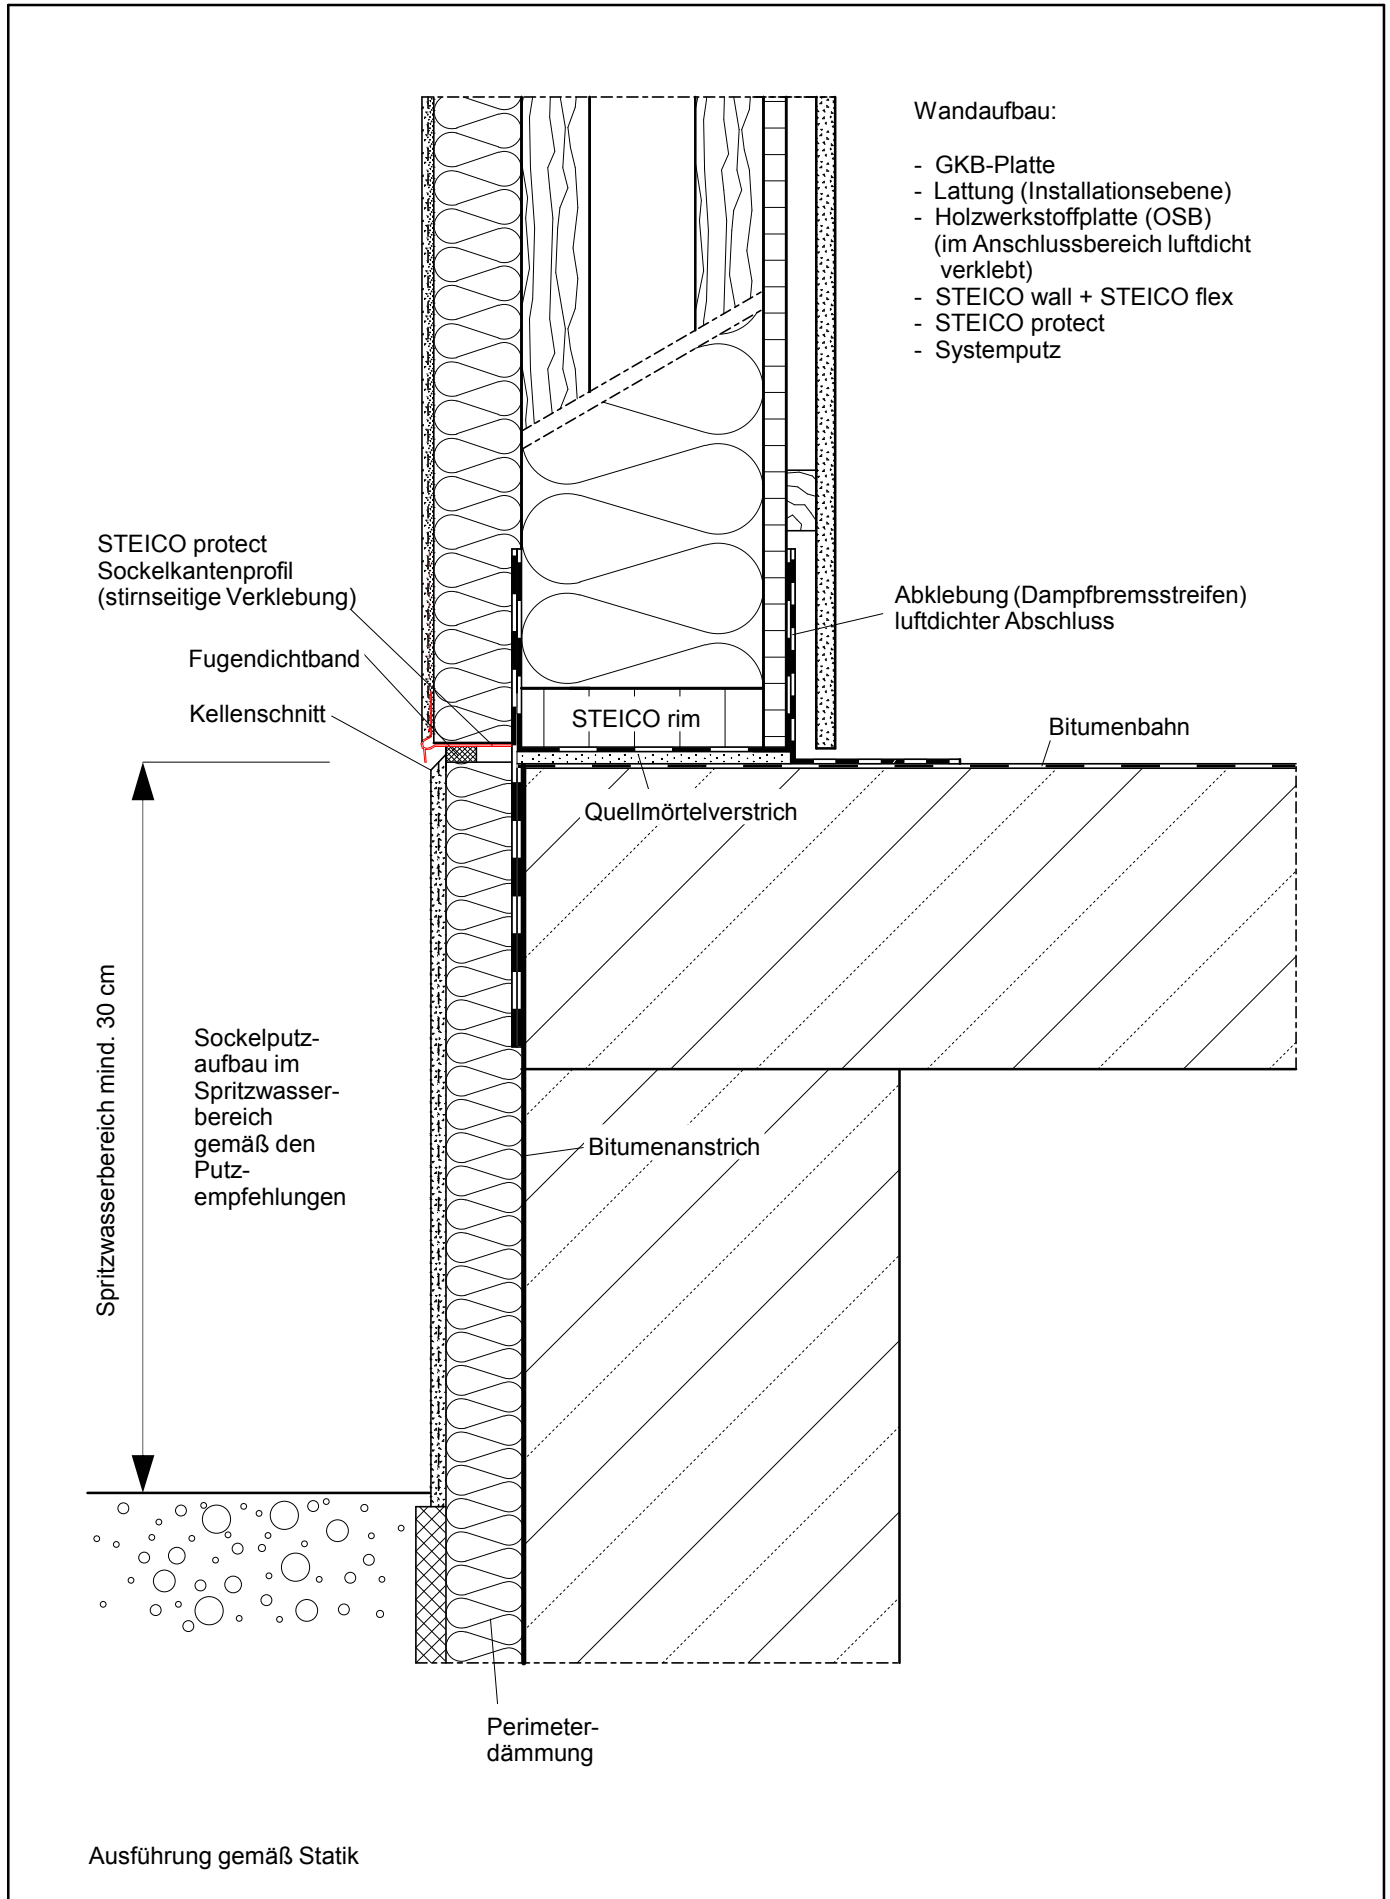 Wandaufbau:
- GKB-Platte
- Lattung (Installationsebene)
- Holzwerkstoffplatte (OSB)
(im Anschlussbereich luftdicht
verklebt)
- STEICO wall + STEICO flex
- STEICO protect
- Systemputz
STEICO protect
Sockelkantenprofil
(stirnseitige Verklebung)
Fugendichtband
Kellenschnitt
Abklebung (Dampfbremsstreifen)
luftdichter Abschluss
STEICO rim
Bitumenbahn
Quellmörtelverstrich
Spritzwasserbereich mind. 30 cm
Sockelputz-
aufbau im
Spritzwasser-
bereich
gemäß den
Putz-
empfehlungen
Bitumenanstrich
Perimeter-
dämmung
Ausführung gemäß Statik